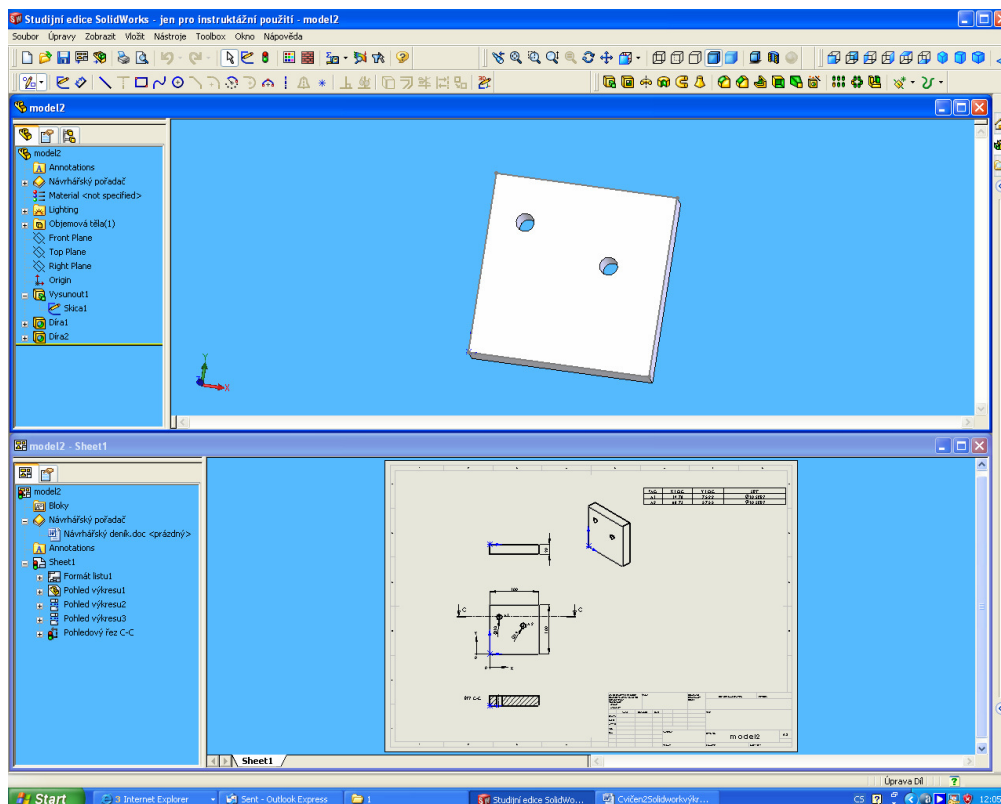 Studijní edice SolidWorks - jen pro instruktážní použití - model2
Soubor Úpravy Zobrazit Vložit Nástroje Toolbox Okno Nápověda
model2
model2
Annotations
Návrhářský pořadač
Material <not specified>
Lighting
Objemová těla(1)
Front Plane
Top Plane
Right Plane
Origin
Vysunout1
Skica1
Díra1
Díra2
Y
X
model2 - Sheet1
model2
Bloky
Návrhářský pořadač
Návrhářský deník.doc <prázdný>
Annotations
Sheet1
Formát listu1
Pohled výkresu1
Pohled výkresu2
Pohled výkresu3
Pohledový řez C-C
100
C C
100
C-C
model2
Sheet1
Úprava Díl
Start
3 Internet Explorer
Sent - Outlook Express
1
Studijní edice SolidWo...
Cvičen2Solidworkvýkr...
CS
12:05